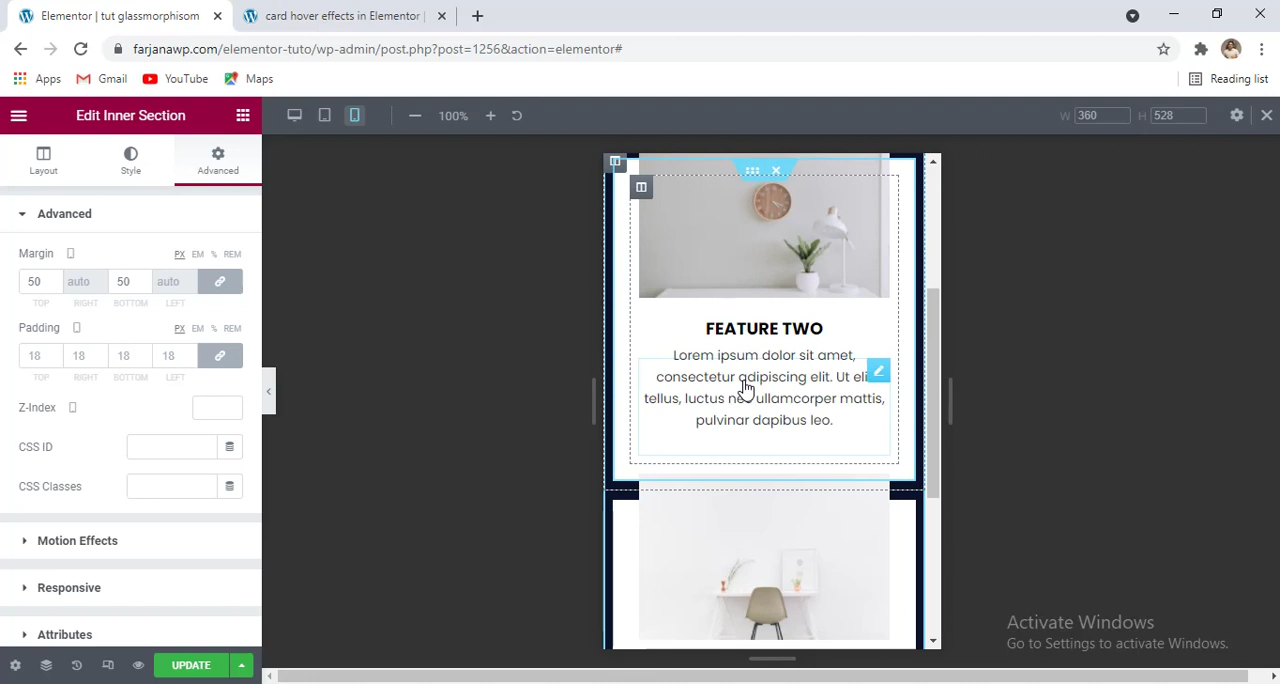 Elementor | tut glassmorphisom
card hover effects in Elementor |
farjanawp.com/elementor-tuto/wp-admin/post.php?post=1256&action=elementor#
Apps
Gmail
YouTube
Maps
Reading list
Edit Inner Section
100%
W 360
H 528
Layout
Style
Advanced
Advanced
Margin
PX EM % REM
50 auto 50 auto
TOP RIGHT BOTTOM LEFT
Padding
PX EM % REM
18 18 18 18
TOP RIGHT BOTTOM LEFT
Z-Index
CSS ID
CSS Classes
Motion Effects
Responsive
Attributes
UPDATE
FEATURE TWO
Lorem ipsum dolor sit amet,
consectetur adipiscing elit. Ut eli
tellus, luctus ullamcorper mattis,
pulvinar dapibus leo.
Activate Windows
Go to Settings to activate Windows.